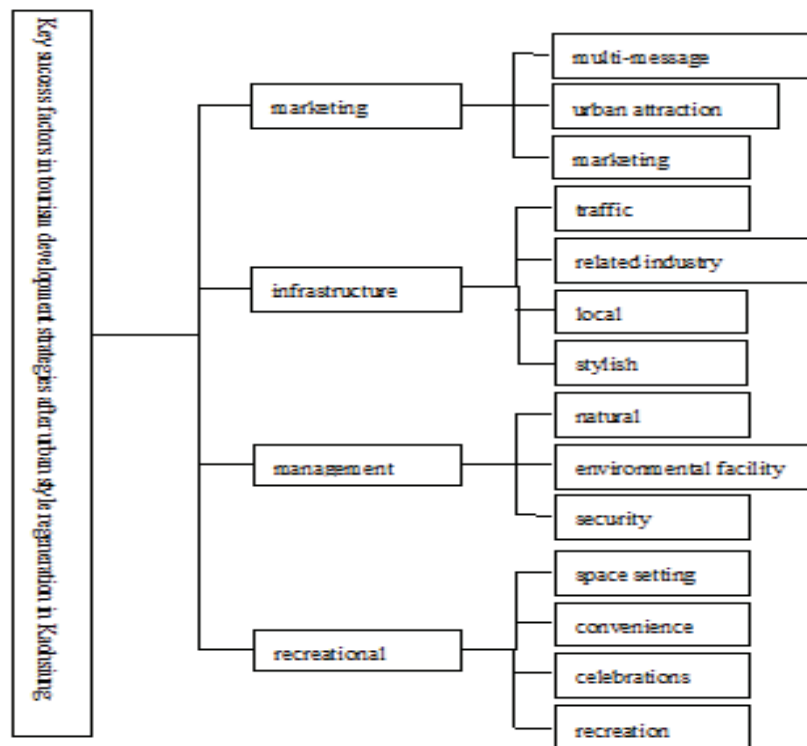 Key success factors in tourism development strategies after urban style regeneration in Kaohsiung
marketing
multi-message
urban attraction
marketing
infrastructure
traffic
related industry
local
stylish
management
natural
environmental facility
security
recreational
space setting
convenience
celebrations
recreation